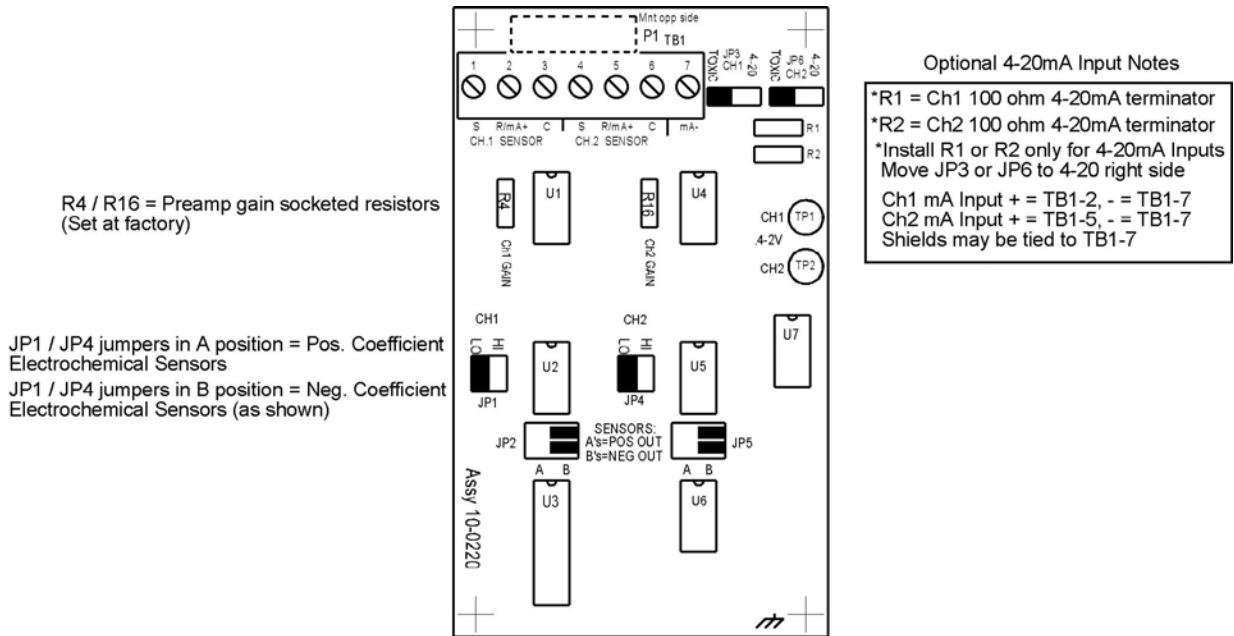 Mnt opp side
P1 TB1
1 2 3 4 5 6 7
S R/mA+ C S R/mA+ C mA-
CH.1 SENSOR CH.2 SENSOR
TOXIC JP3 CH1 4-20
TOXIC JP6 CH2 4-20
R1
R2
Optional 4-20mA Input Notes
*R1 = Ch1 100 ohm 4-20mA terminator
*R2 = Ch2 100 ohm 4-20mA terminator
*Install R1 or R2 only for 4-20mA Inputs
Move JP3 or JP6 to 4-20 right side
Ch1 mA Input + = TB1-2, - = TB1-7
Ch2 mA Input + = TB1-5, - = TB1-7
Shields may be tied to TB1-7
R4 / R16 = Preamp gain socketed resistors
(Set at factory)
R4
Ch1 GAIN
U1
R16
Ch2 GAIN
U4
CH1 TP1
.4-2V
CH2 TP2
JP1 / JP4 jumpers in A position = Pos. Coefficient
Electrochemical Sensors
JP1 / JP4 jumpers in B position = Neg. Coefficient
Electrochemical Sensors (as shown)
CH1
LO HI
JP1
U2
CH2
LO HI
JP4
U5
U7
JP2
SENSORS:
A's=POS OUT
B's=NEG OUT
JP5
A B
A B
U3
U6
Assy 10-0220